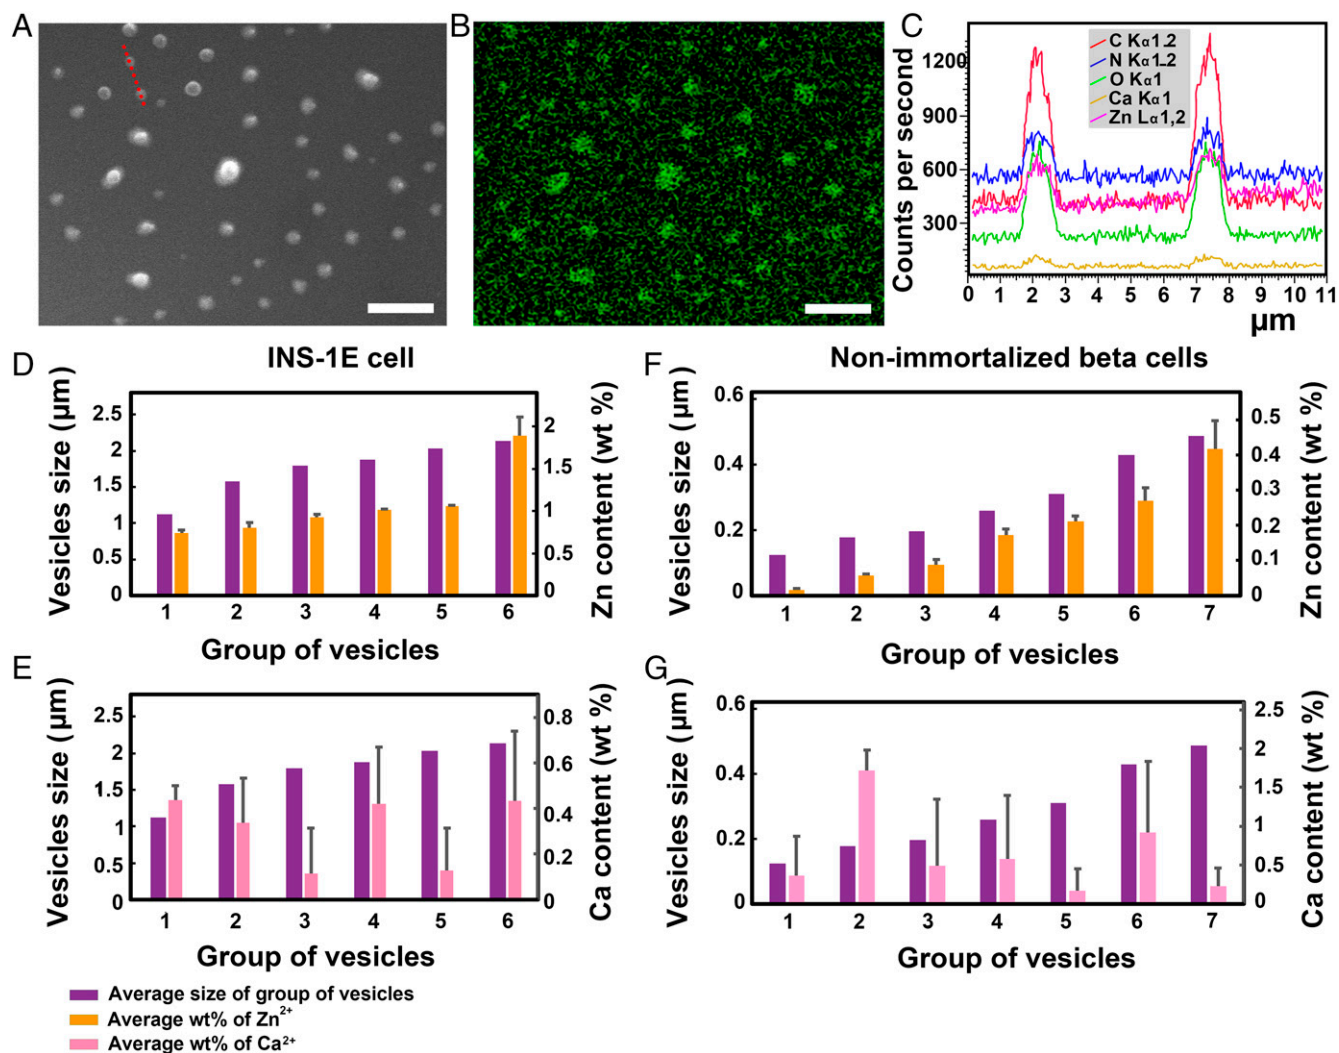 A
B
C
C Kα1_2
N Kα1_2
O Kα1
Ca Kα1
Zn Lα1,2
Counts per second
1200
900
600
300
0 1 2 3 4 5 6 7 8 9 10 11
µm
D
INS-1E cell
Vesicles size (µm)
2.5
2
1.5
1
0.5
0
2
1.5
1
0.5
0
Zn content (wt %)
1 2 3 4 5 6
Group of vesicles
F
Non-immortalized beta cells
Vesicles size (µm)
0.6
0.4
0.2
0
0.5
0.4
0.3
0.2
0.1
0
Zn content (wt %)
1 2 3 4 5 6 7
Group of vesicles
E
Vesicles size (µm)
2.5
2
1.5
1
0.5
0
0.8
0.6
0.4
0.2
0
Ca content (wt %)
1 2 3 4 5 6
Group of vesicles
G
Vesicles size (µm)
0.6
0.4
0.2
0
2.5
2
1.5
1
0.5
0
Ca content (wt %)
1 2 3 4 5 6 7
Group of vesicles
Average size of group of vesicles
Average wt% of Zn²⁺
Average wt% of Ca²⁺